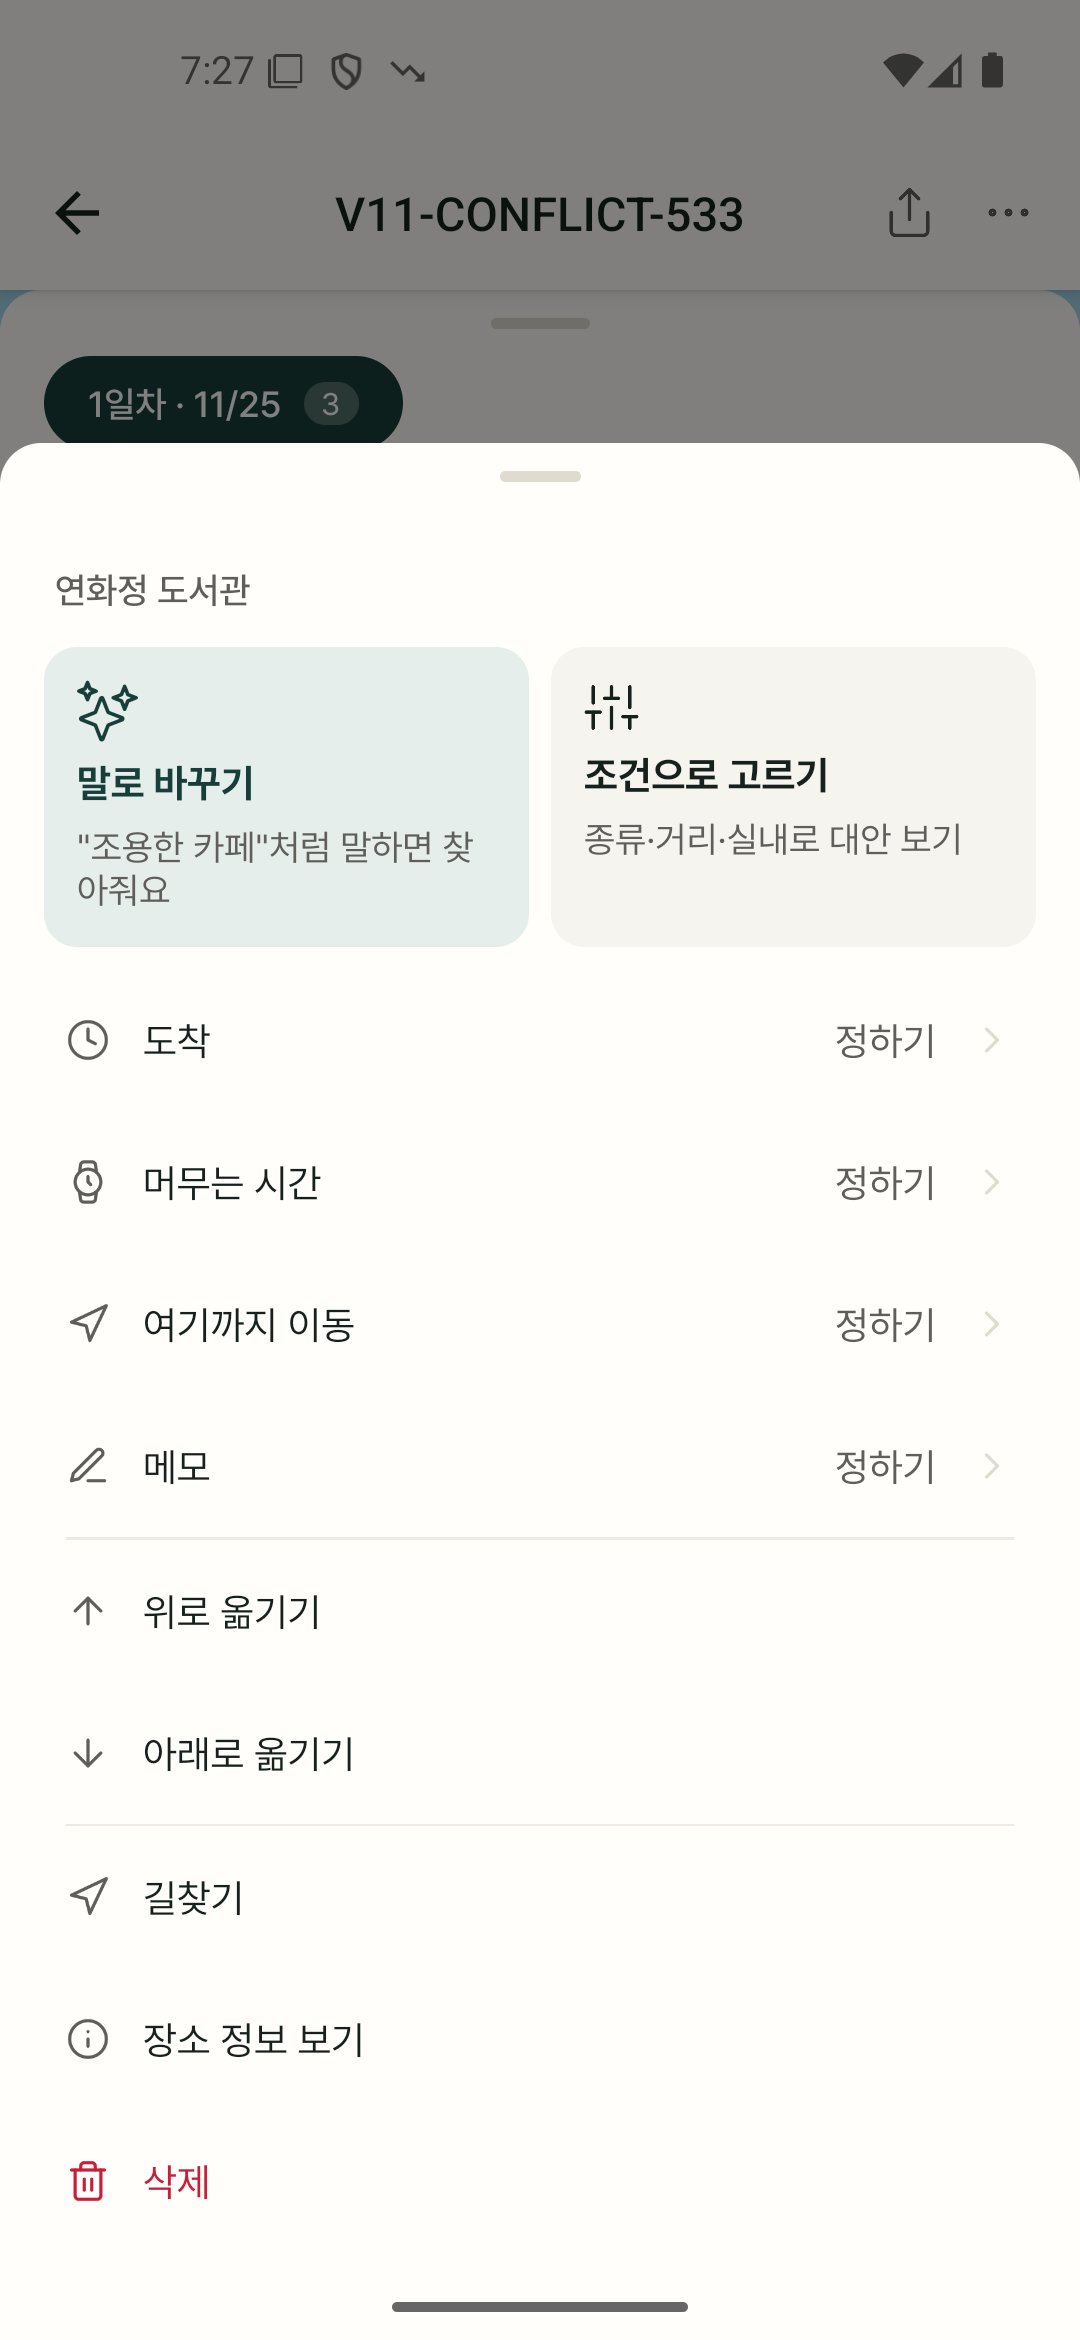 7:27
V11-CONFLICT-533
1일차 · 11/25 3
연화정 도서관
말로 바꾸기
"조용한 카페"처럼 말하면 찾
아줘요
조건으로 고르기
종류·거리·실내로 대안 보기
도착 정하기
머무는 시간 정하기
여기까지 이동 정하기
메모 정하기
위로 옮기기
아래로 옮기기
길찾기
장소 정보 보기
삭제